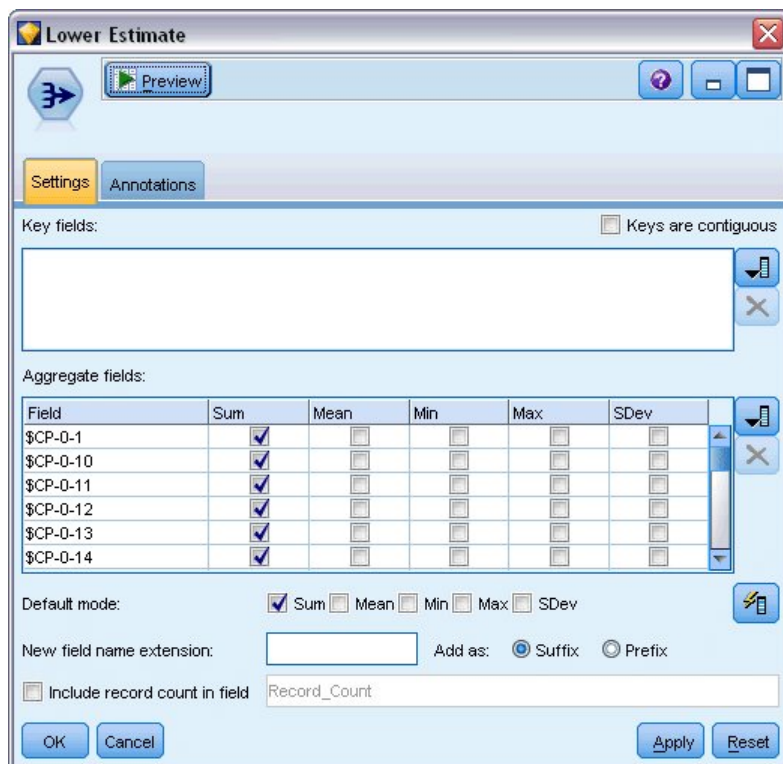 Lower Estimate
Preview
Settings Annotations
Key fields: Keys are contiguous
Aggregate fields:
Field Sum Mean Min Max SDev
$CP-0-1
$CP-0-10
$CP-0-11
$CP-0-12
$CP-0-13
$CP-0-14
Default mode: Sum Mean Min Max SDev
New field name extension: Add as: Suffix Prefix
Include record count in field Record_Count
OK Cancel Apply Reset